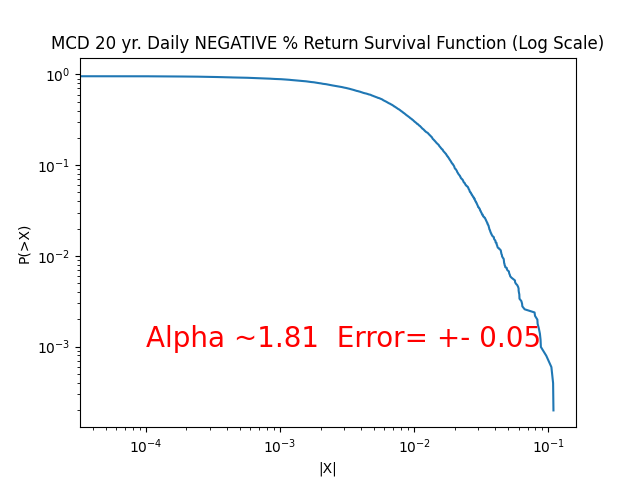 MCD 20 yr. Daily NEGATIVE % Return Survival Function (Log Scale)
10⁰
10⁻¹
10⁻²
10⁻³
P(>X)
Alpha ~1.81  Error= +- 0.05
10⁻⁴
10⁻³
10⁻²
10⁻¹
|X|